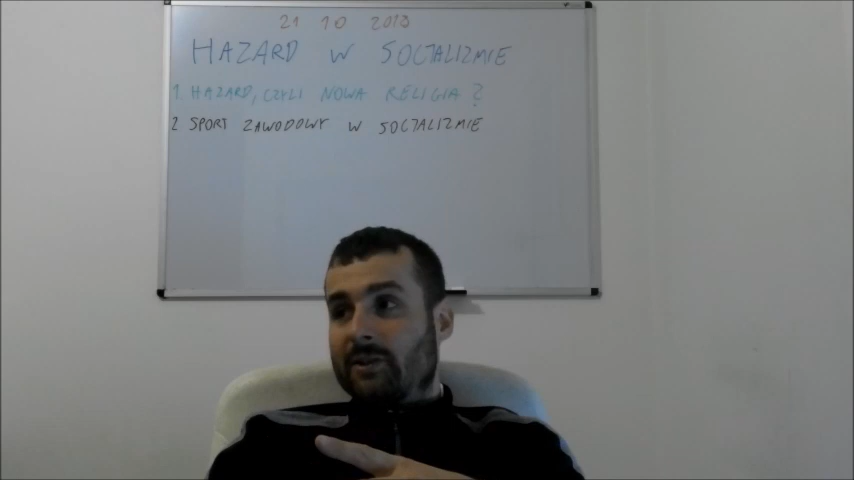 21 10 2013
HAZARD W SOCJALIZMIE
1. HAZARD, CZYLI NOWA RELIGIA?
2 SPORT ZAWODOWY W SOCJALIZMIE